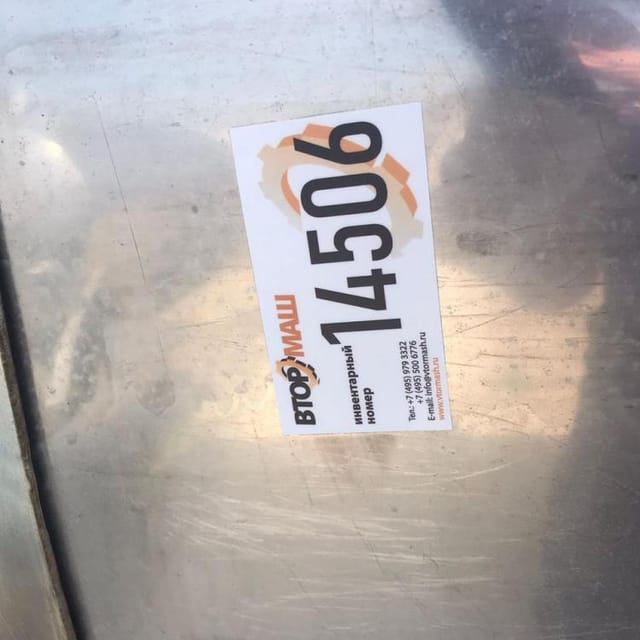 ВТОРМАШ
инвентарный
номер
14506
Тел.: +7 (495) 979 3322
+7 (495) 500 6776
E-mail: info@vtormash.ru
www.vtormash.ru